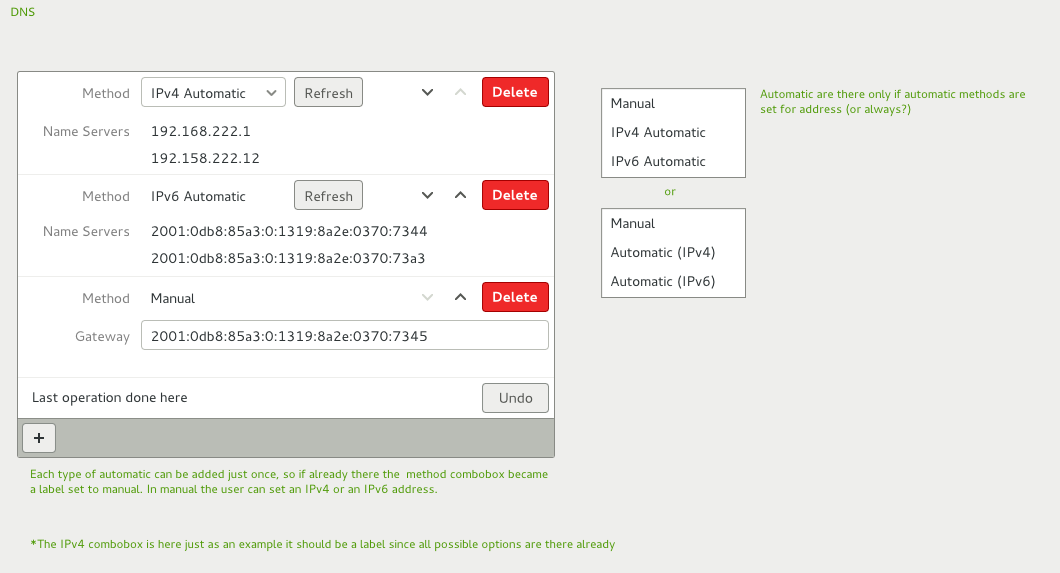 DNS
Method IPv4 Automatic Refresh Delete
Name Servers 192.168.222.1
192.158.222.12
Method IPv6 Automatic Refresh Delete
Name Servers 2001:0db8:85a3:0:1319:8a2e:0370:7344
2001:0db8:85a3:0:1319:8a2e:0370:73a3
Method Manual Delete
Gateway 2001:0db8:85a3:0:1319:8a2e:0370:7345
Last operation done here Undo
+
Each type of automatic can be added just once, so if already there the method combobox became
a label set to manual. In manual the user can set an IPv4 or an IPv6 address.
*The IPv4 combobox is here just as an example it should be a label since all possible options are there already
Manual
IPv4 Automatic
IPv6 Automatic
or
Manual
Automatic (IPv4)
Automatic (IPv6)
Automatic are there only if automatic methods are
set for address (or always?)